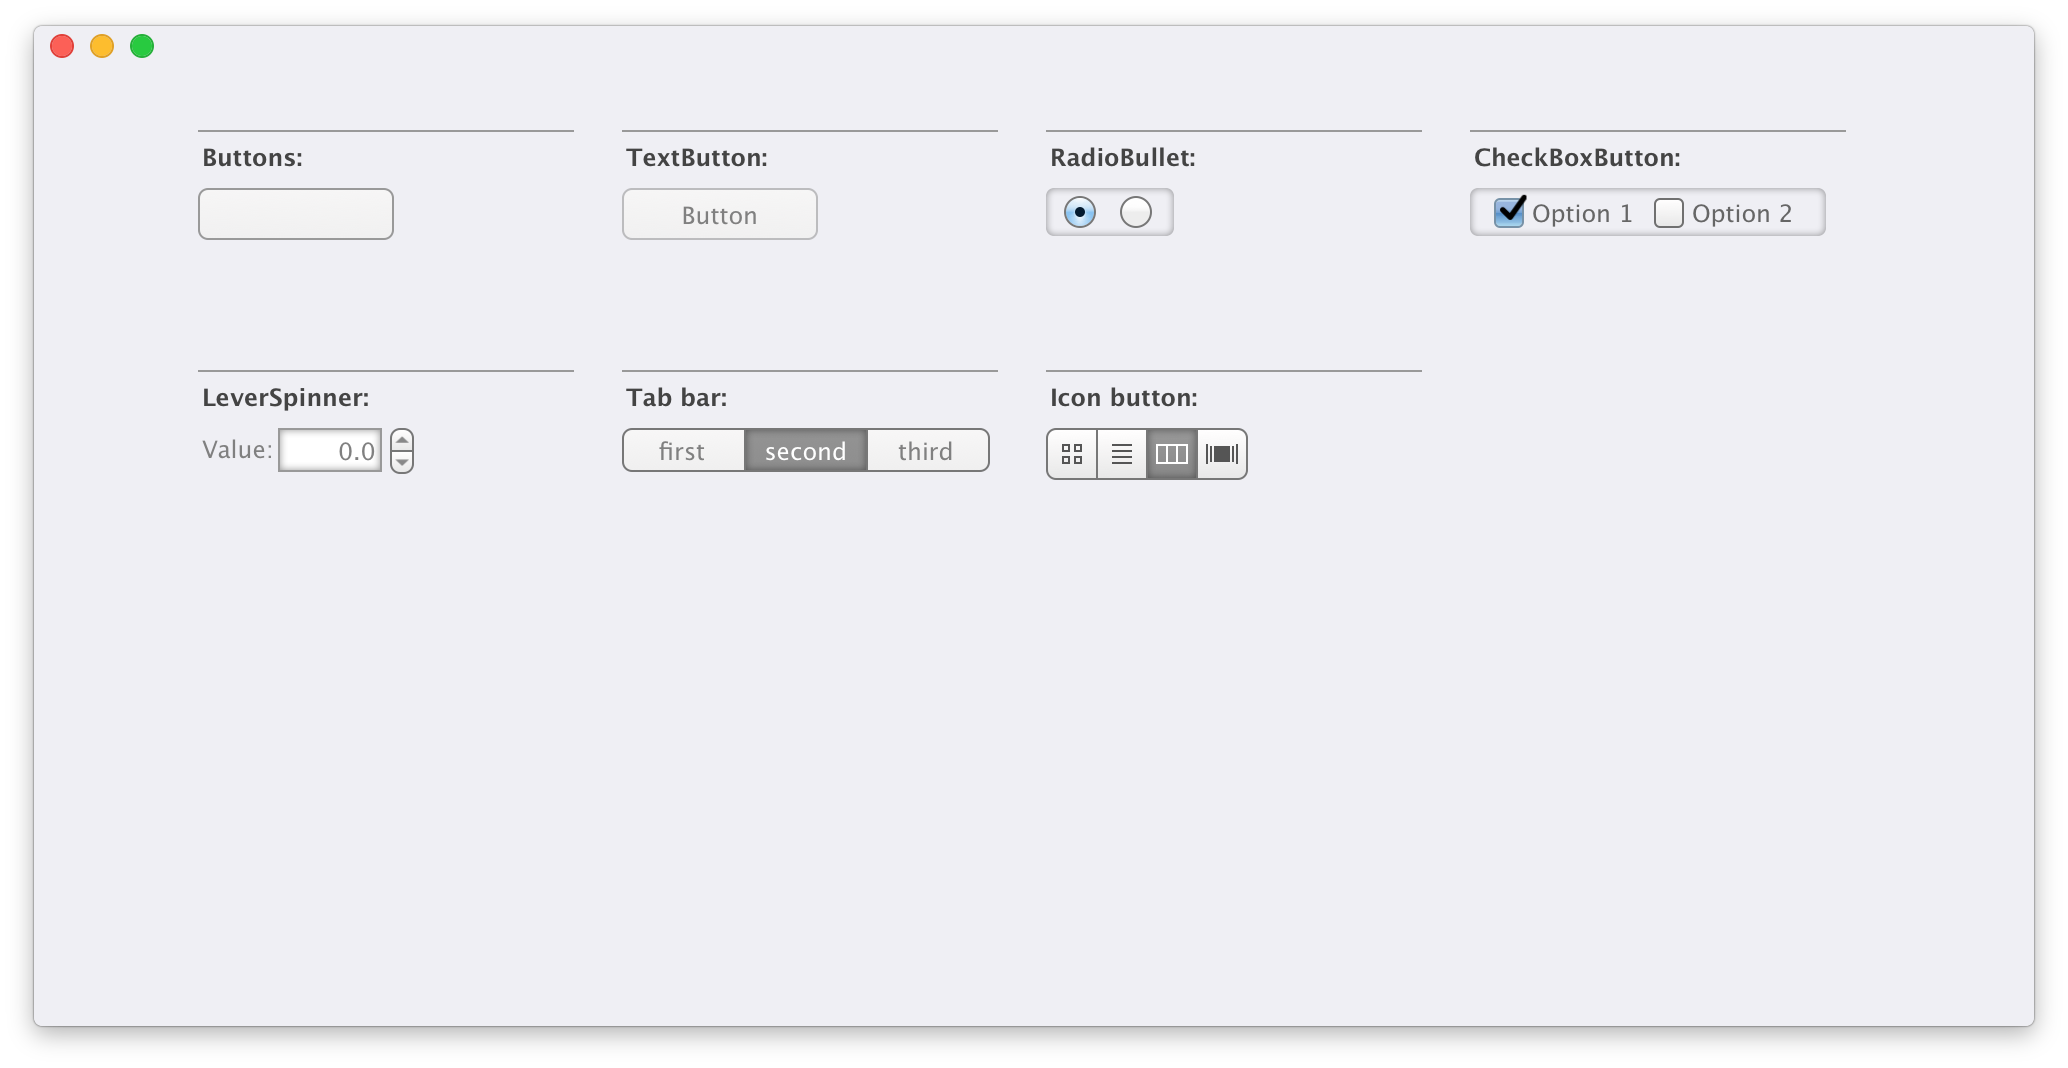 Buttons:
TextButton:
RadioBullet:
CheckBoxButton:
Button
Option 1
Option 2
LeverSpinner:
Tab bar:
Icon button:
Value:
0.0
first
second
third